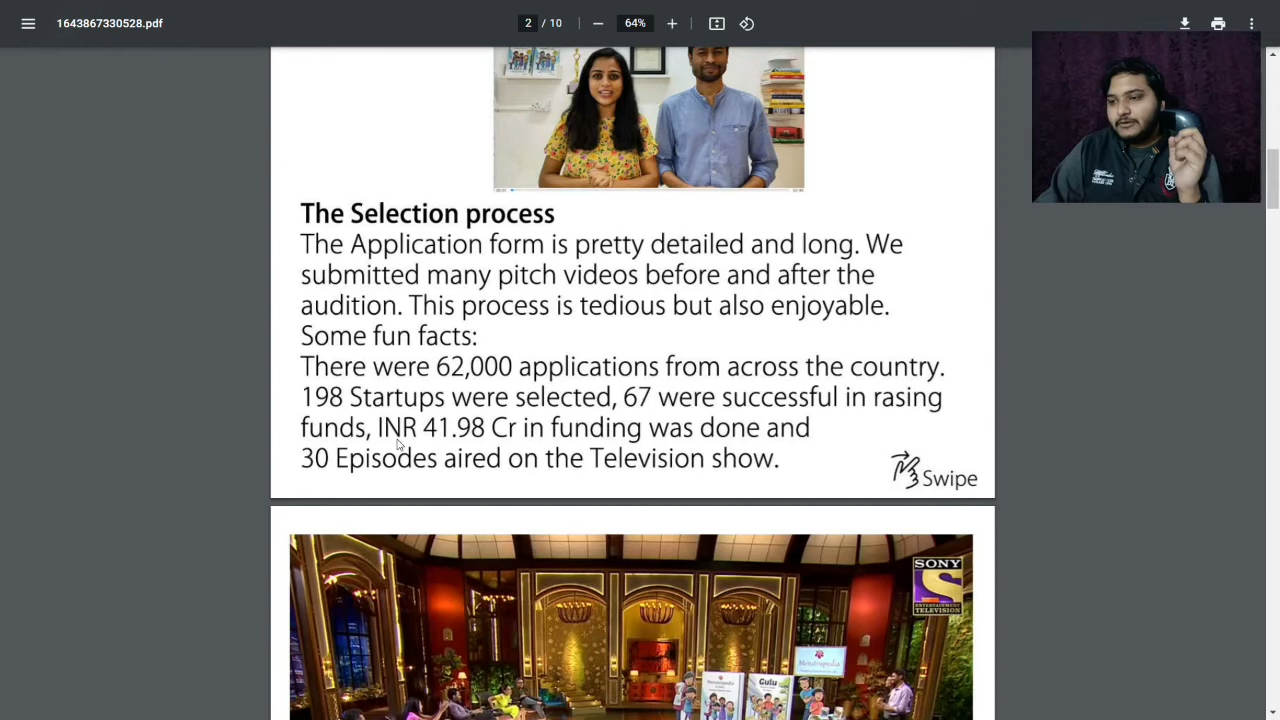 1643867330528.pdf
2 / 10
64%
The Selection process
The Application form is pretty detailed and long. We
submitted many pitch videos before and after the
audition. This process is tedious but also enjoyable.
Some fun facts:
There were 62,000 applications from across the country.
198 Startups were selected, 67 were successful in rasing
funds, INR 41.98 Cr in funding was done and
30 Episodes aired on the Television show.
Swipe
SONY
S
ENTERTAINMENT
TELEVISION
Menstrupedia
Gulu